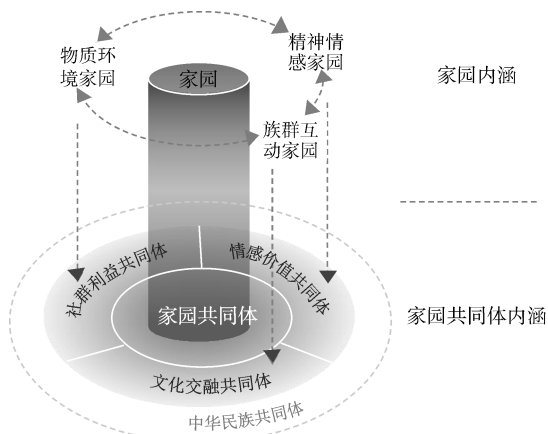 物质环
境家园
精神情
感家园
家园
家园内涵
族群互
动家园
社群利益共同体
情感价值共同体
家园共同体
家园共同体内涵
文化交融共同体
中华民族共同体